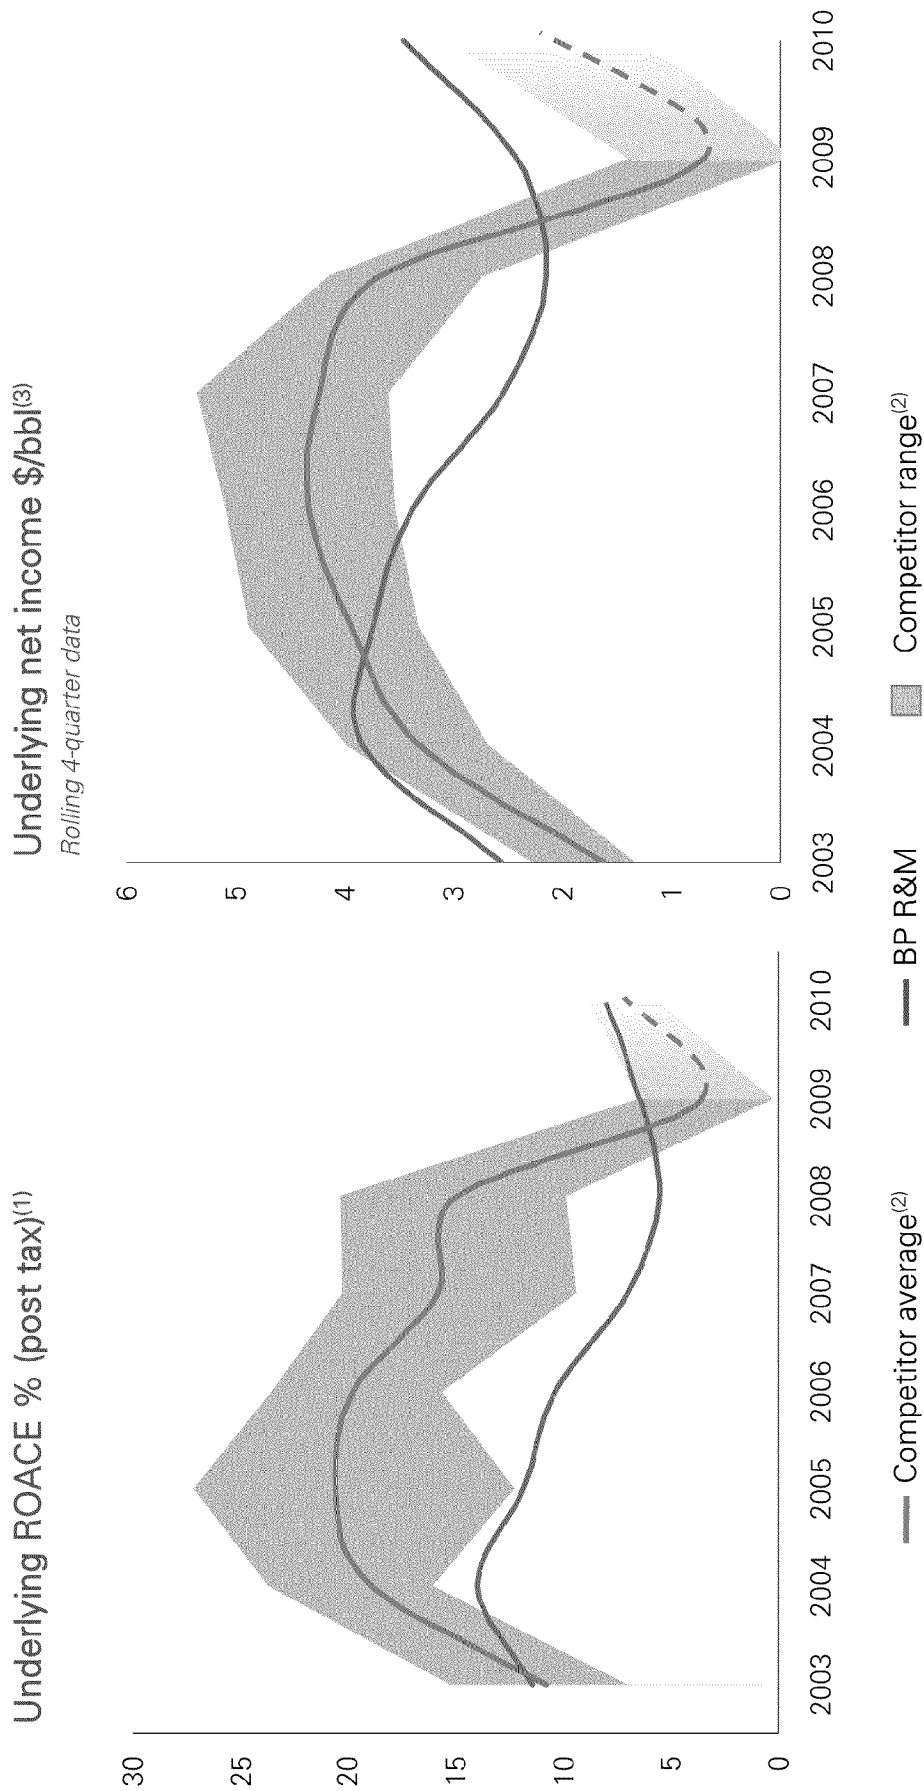 Underlying ROACE % (post tax)(1)
30
25
20
15
10
5
0
2003 2004 2005 2006 2007 2008 2009 2010
Underlying net income $/bbl(3)
Rolling 4-quarter data
6
5
4
3
2
1
0
2003 2004 2005 2006 2007 2008 2009 2010
Competitor average(2) BP R&M Competitor range(2)